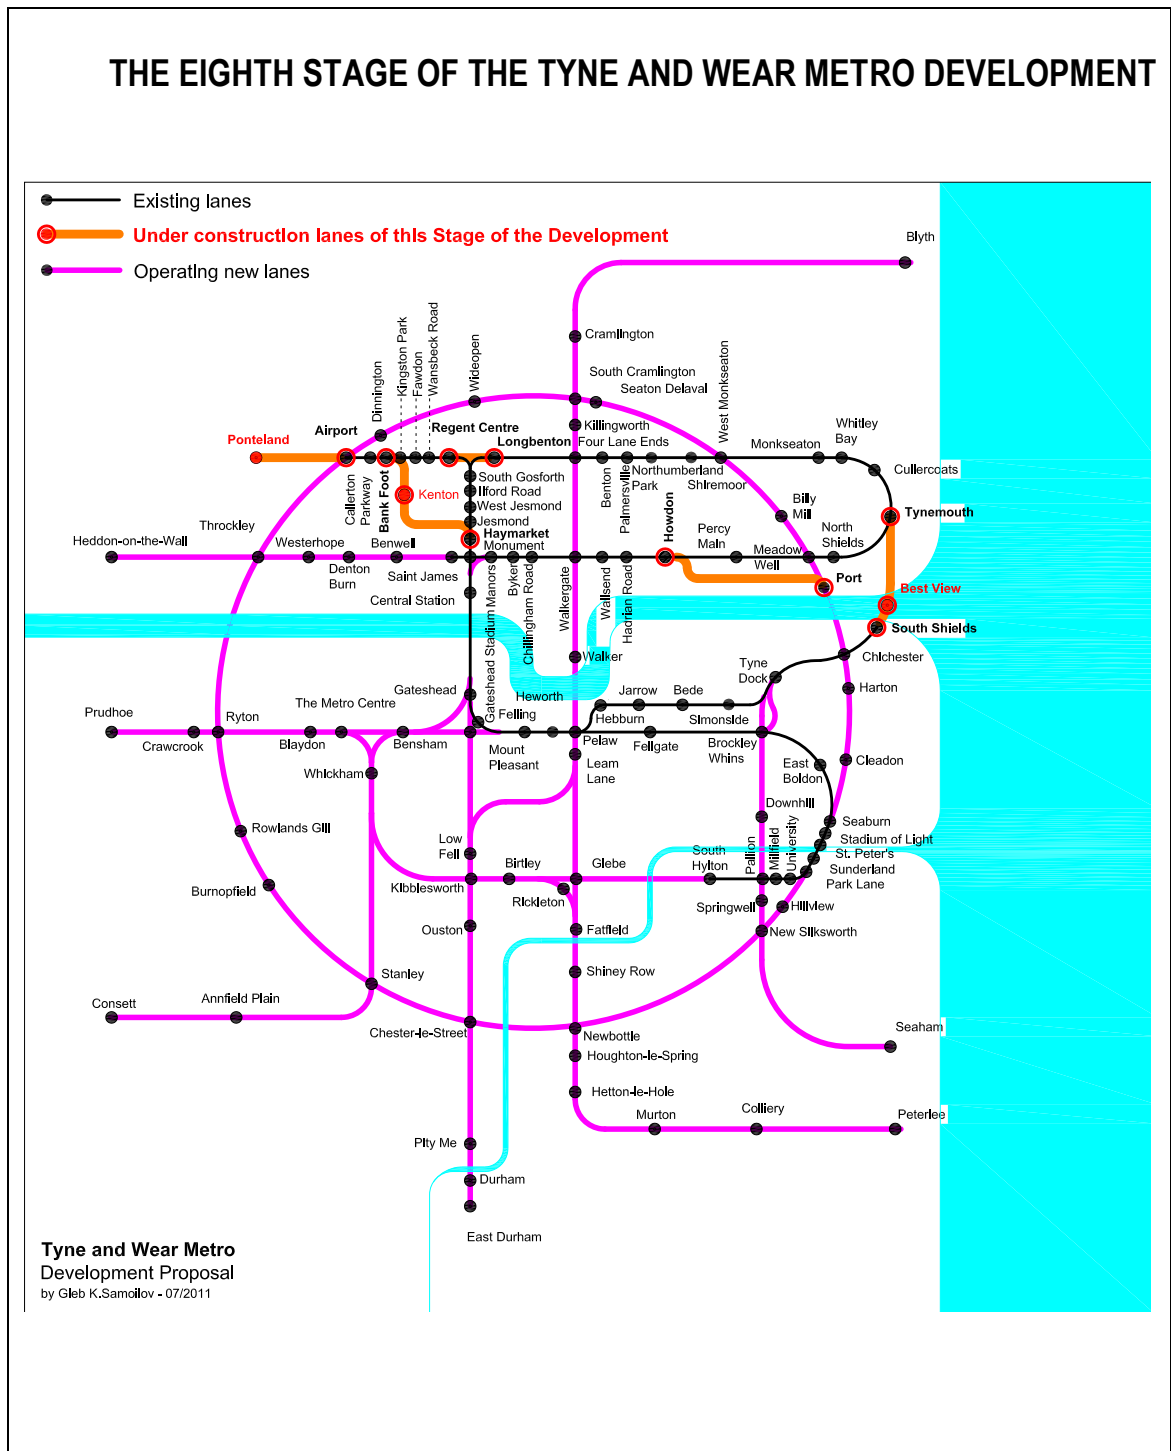 THE EIGHTH STAGE OF THE TYNE AND WEAR METRO DEVELOPMENT
Existing lanes
Under construction lanes of this Stage of the Development
Operating new lanes
Blyth
Cramlington
South Cramlington
Seaton Delaval
Wideopen
Dinnington
Kingston Park
Fawdon
Wansbeck Road
West Monkseaton
Killingworth
Ponteland
Airport
Regent Centre
Longbenton
Four Lane Ends
Monkseaton
Whitley
Bay
Cullercoats
Callerton
Parkway
Bank Foot
Kenton
South Gosforth
Ilford Road
West Jesmond
Jesmond
Haymarket
Monument
Benton
Palmersville
Northumberland
Park
Shiremoor
Billy
Mill
Tynemouth
Throckley
Heddon-on-the-Wall
Westerhope
Denton
Burn
Benwell
Saint James
Central Station
Manors
Byker
Chillingham Road
Walkergate
Wallsend
Hadrian Road
Howdon
Percy
Main
Meadow
Well
North
Shields
Port
Best View
South Shields
Chichester
Gateshead Stadium
Walker
Tyne
Dock
Harton
Gateshead
Heworth
Jarrow
Bede
Prudhoe
Ryton
The Metro Centre
Felling
Hebburn
Simonside
Crawcrook
Blaydon
Bensham
Mount
Pleasant
Pelaw
Fellgate
Brockley
Whins
Leam
Lane
East
Boldon
Cleadon
Whickham
Downhill
Seaburn
Rowlands Gill
Low
Fell
South
Hylton
Pallion
Millfield
University
Stadium of Light
St. Peter's
Sunderland
Park Lane
Birtley
Glebe
Kibblesworth
Rickleton
Burnopfield
Springwell
Hillview
Ouston
Fatfield
New Silksworth
Stanley
Shiney Row
Consett
Annfield Plain
Chester-le-Street
Newbottle
Seaham
Houghton-le-Spring
Hetton-le-Hole
Murton
Colliery
Peterlee
Pity Me
Durham
East Durham
Tyne and Wear Metro
Development Proposal
by Gleb K.Samoilov - 07/2011